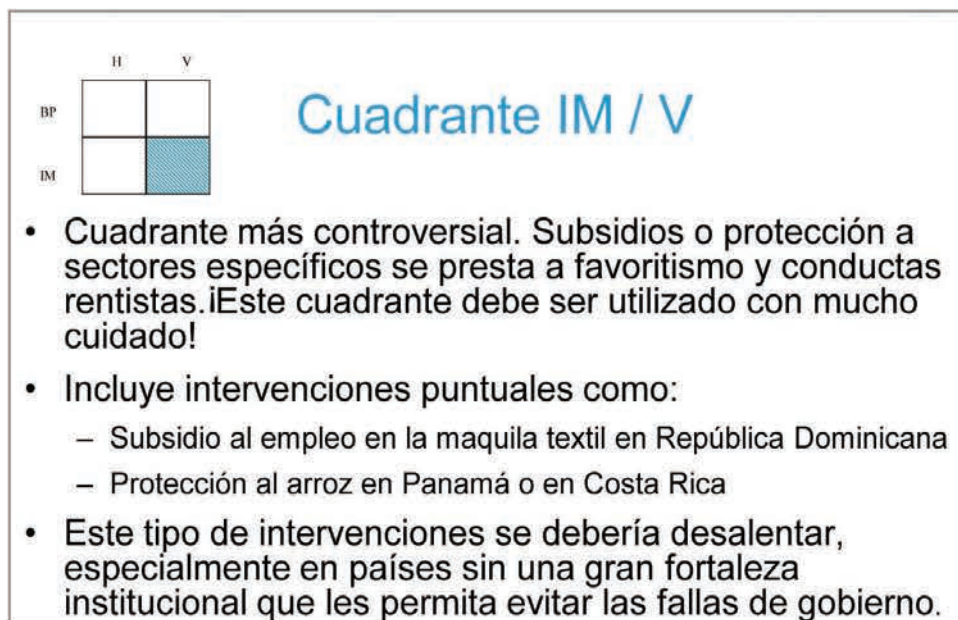 H V
BP
IM
Cuadrante IM / V
• Cuadrante más controversial. Subsidios o protección a
sectores específicos se presta a favoritismo y conductas
rentistas.¡Este cuadrante debe ser utilizado con mucho
cuidado!
• Incluye intervenciones puntuales como:
– Subsidio al empleo en la maquila textil en República Dominicana
– Protección al arroz en Panamá o en Costa Rica
• Este tipo de intervenciones se debería desalentar,
especialmente en países sin una gran fortaleza
institucional que les permita evitar las fallas de gobierno.